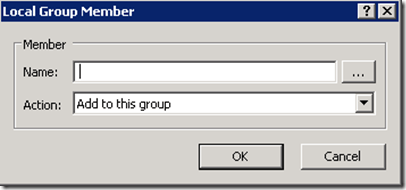 Local Group Member
Member
Name:
...
Action: Add to this group
OK Cancel